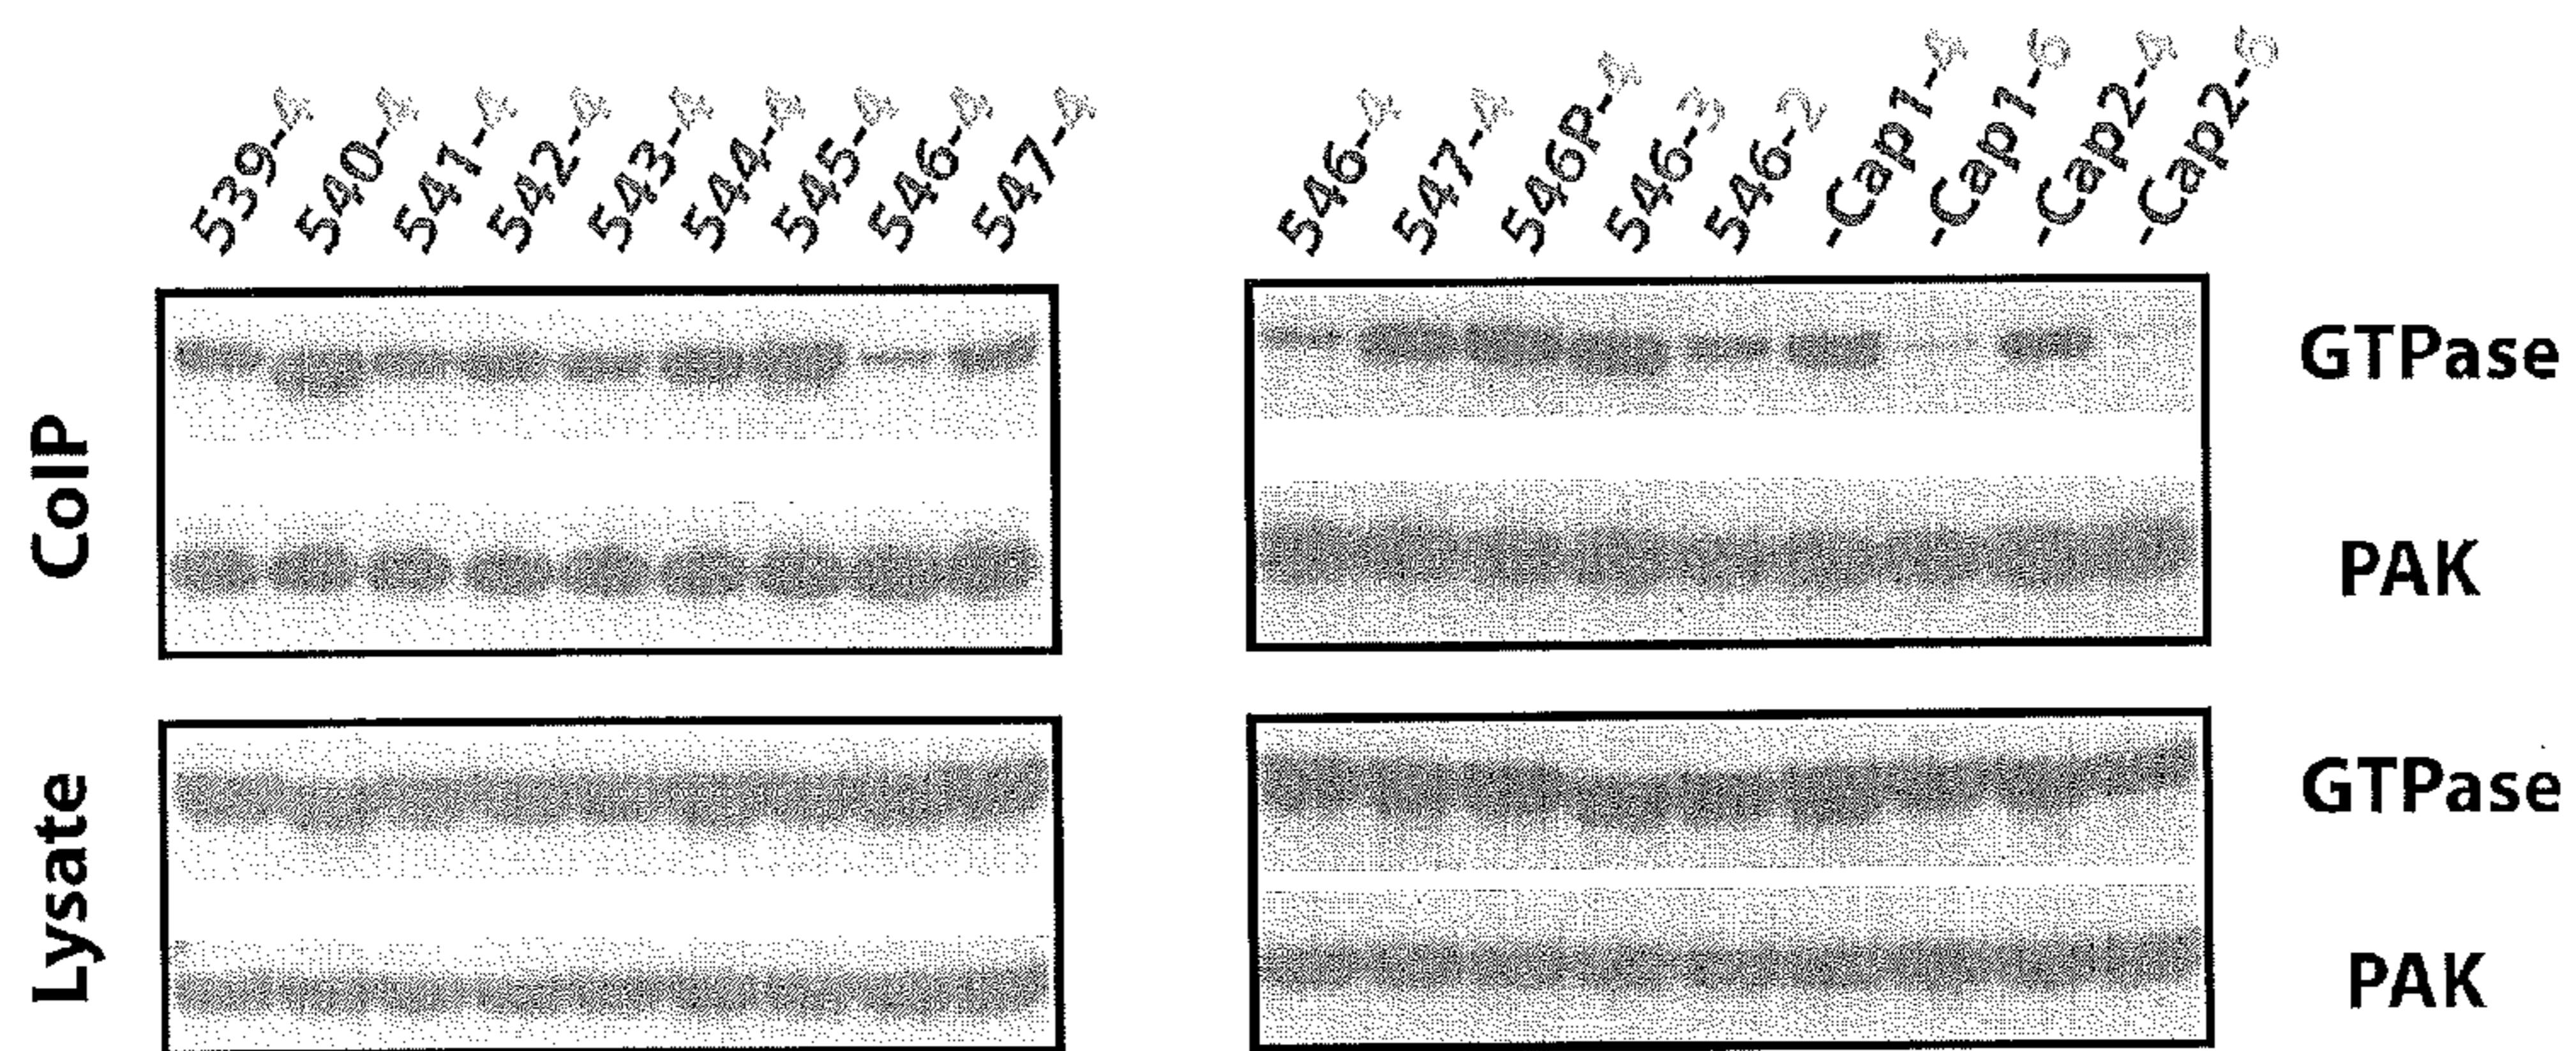 539-4 540-4 541-4 542-4 543-4 544-4 545-4 546-4 547-4
546-4 547-4 546P-4 546-3 546-2 -Cap1-4 -Cap1-6 -Cap2-4 -Cap2-6
CoIP
GTPase
PAK
Lysate
GTPase
PAK